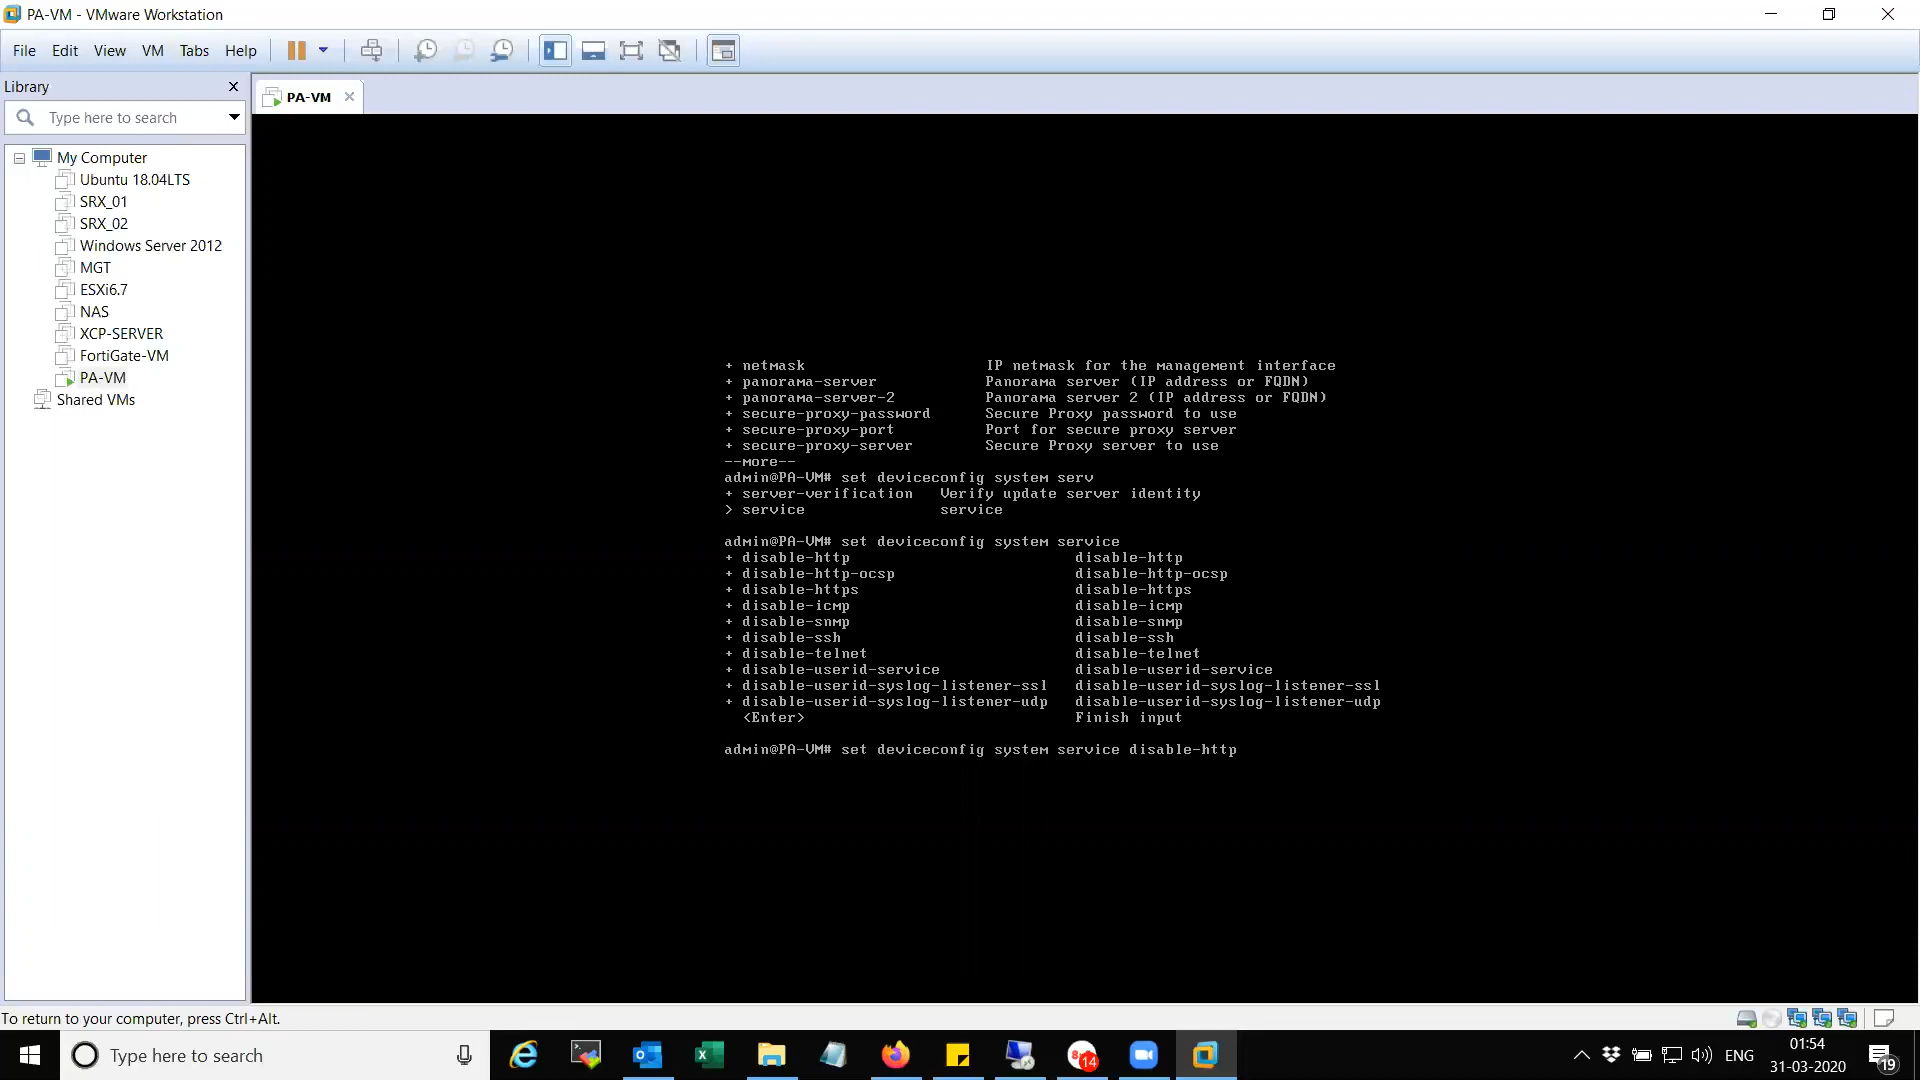 PA-VM - VMware Workstation
File Edit View VM Tabs Help
Library
PA-VM
Type here to search
My Computer
Ubuntu 18.04LTS
SRX_01
SRX_02
Windows Server 2012
MGT
ESXi6.7
NAS
XCP-SERVER
FortiGate-VM
PA-VM
Shared VMs
+ netmask IP netmask for the management interface
+ panorama-server Panorama server (IP address or FQDN)
+ panorama-server-2 Panorama server 2 (IP address or FQDN)
+ secure-proxy-password Secure Proxy password to use
+ secure-proxy-port Port for secure proxy server
+ secure-proxy-server Secure Proxy server to use
--more--
admin@PA-VM# set deviceconfig system serv
+ server-verification Verify update server identity
> service service
admin@PA-VM# set deviceconfig system service
+ disable-http disable-http
+ disable-http-ocsp disable-http-ocsp
+ disable-https disable-https
+ disable-icmp disable-icmp
+ disable-snmp disable-snmp
+ disable-ssh disable-ssh
+ disable-telnet disable-telnet
+ disable-userid-service disable-userid-service
+ disable-userid-syslog-listener-ssl disable-userid-syslog-listener-ssl
+ disable-userid-syslog-listener-udp disable-userid-syslog-listener-udp
<Enter> Finish input
admin@PA-VM# set deviceconfig system service disable-http
To return to your computer, press Ctrl+Alt.
Type here to search
14
ENG
01:54
31-03-2020
19